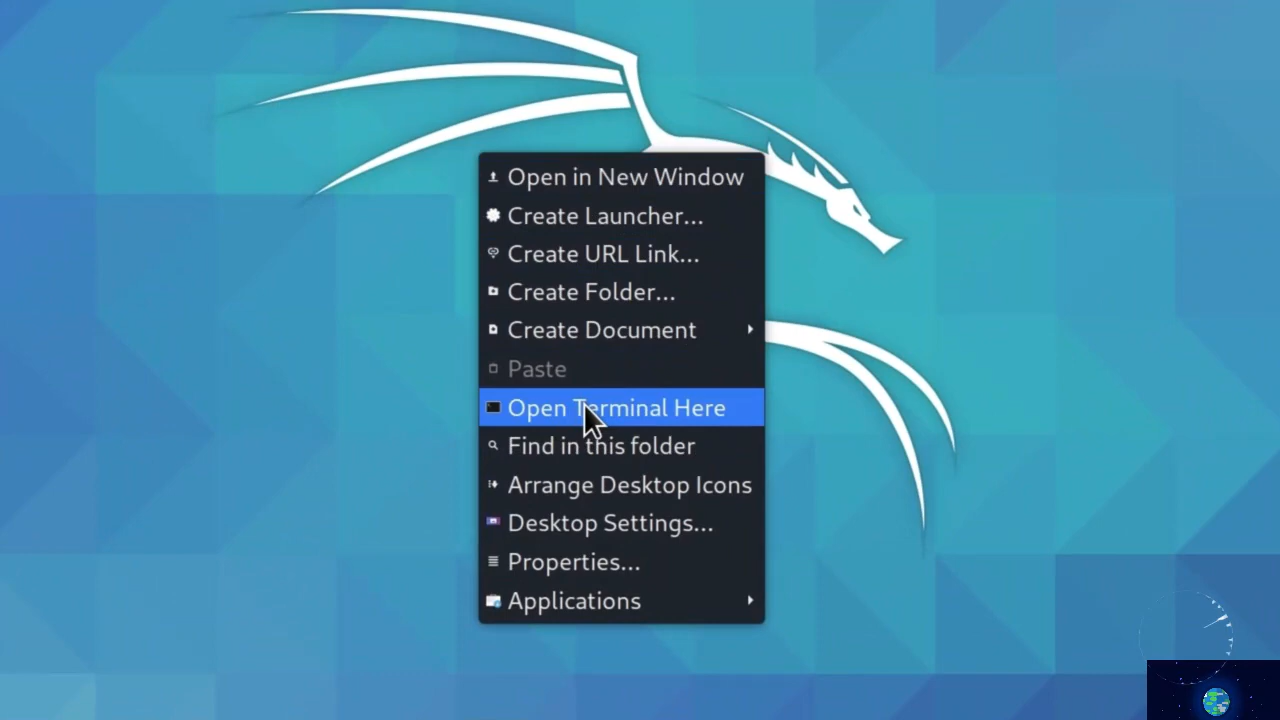 Open in New Window
Create Launcher...
Create URL Link...
Create Folder...
Create Document
Paste
Open Terminal Here
Find in this folder
Arrange Desktop Icons
Desktop Settings...
Properties...
Applications